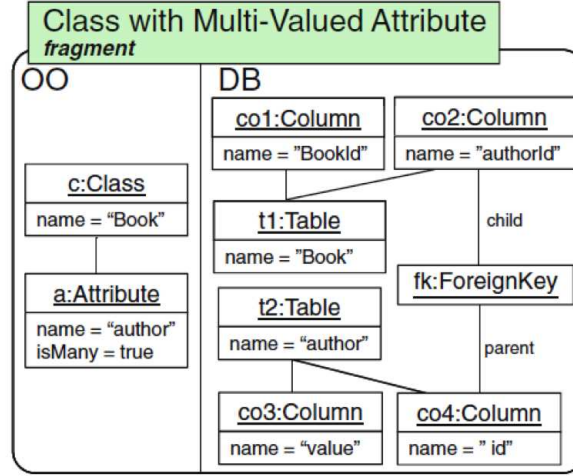 Class with Multi-Valued Attribute
fragment
OO
DB
co1:Column
name = "BookId"
co2:Column
name = "authorId"
c:Class
name = "Book"
t1:Table
name = "Book"
child
a:Attribute
name = "author"
isMany = true
fk:ForeignKey
t2:Table
name = "author"
parent
co3:Column
name = "value"
co4:Column
name = " id"